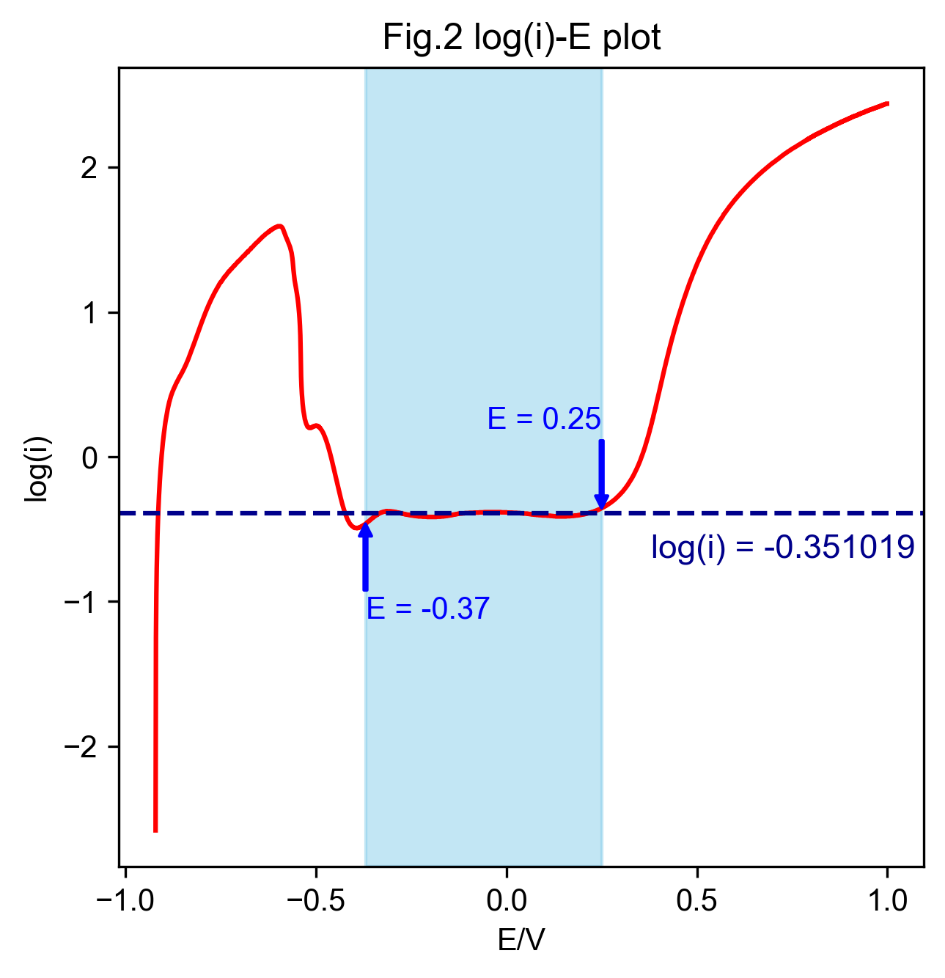 Fig.2 log(i)-E plot
log(i)
2
1
0
−1
−2
E = 0.25
log(i) = -0.351019
E = -0.37
−1.0 −0.5 0.0 0.5 1.0
E/V